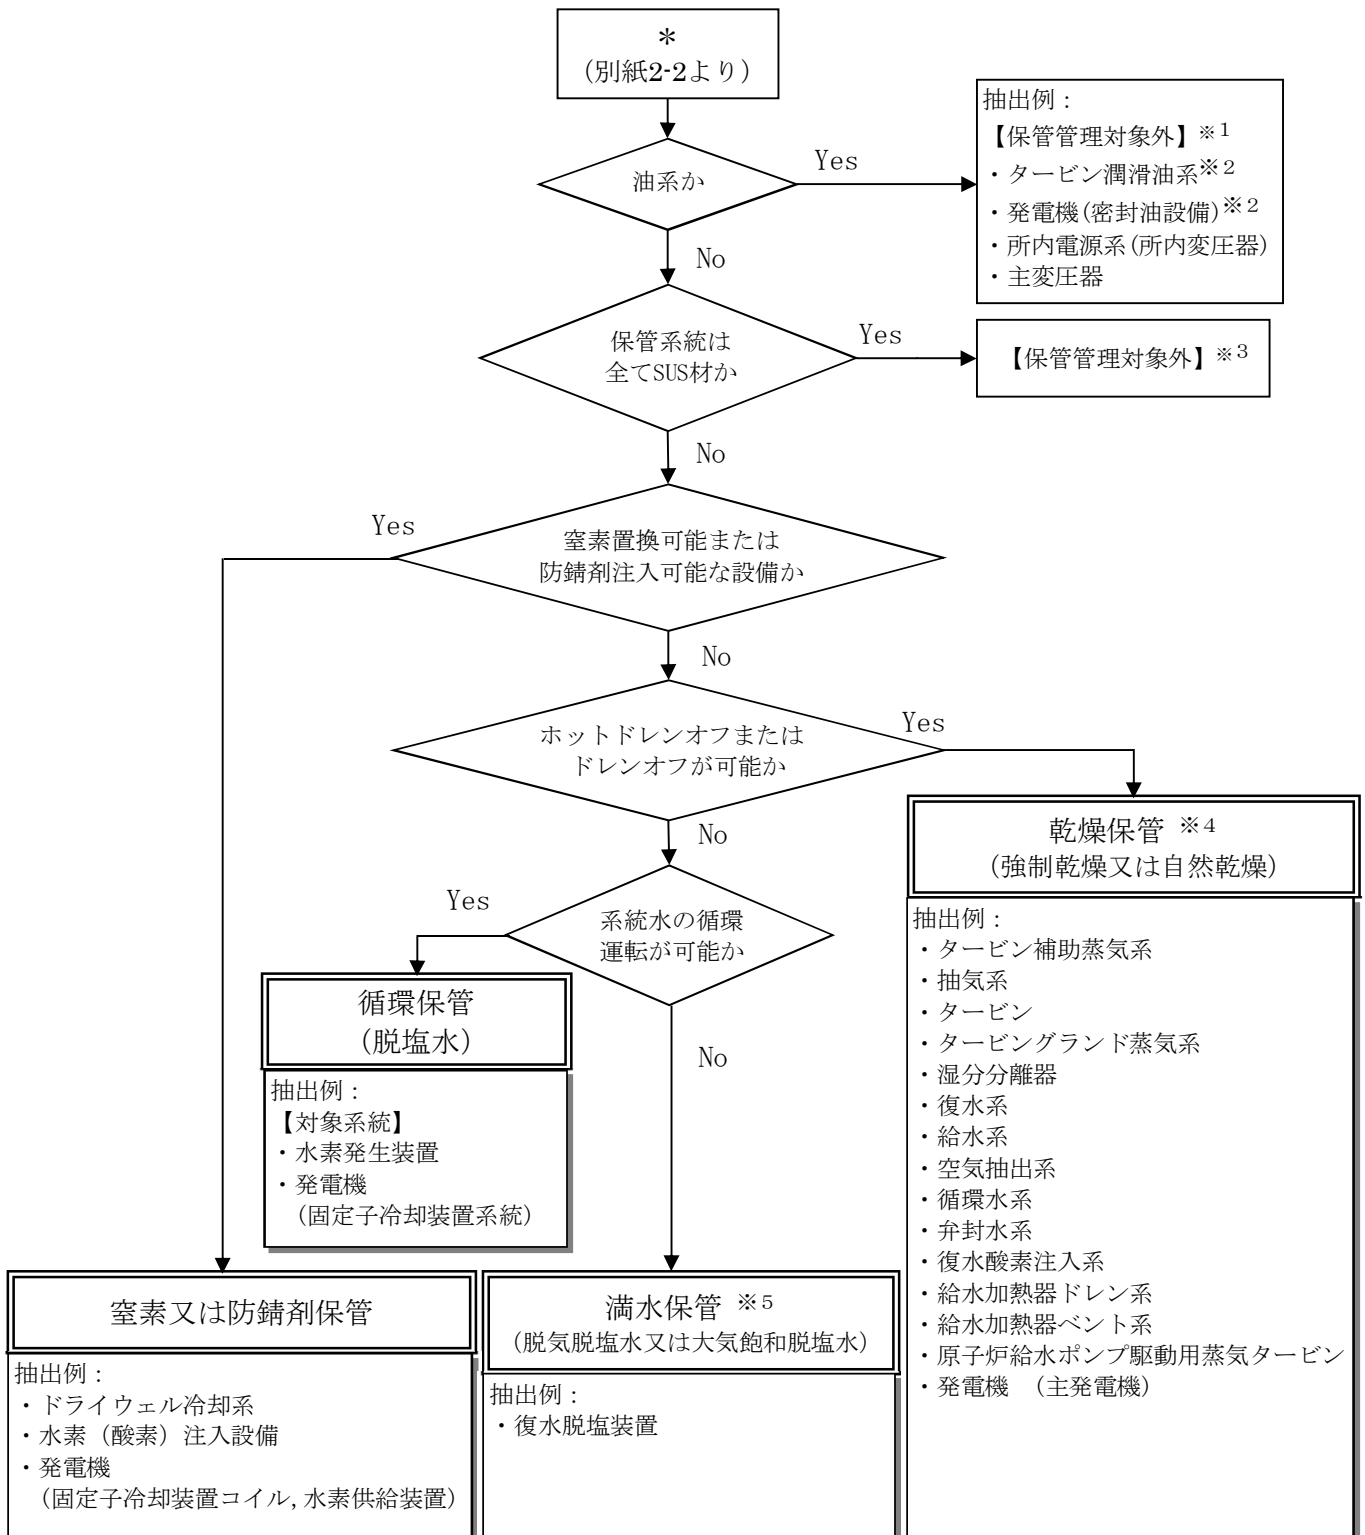 ＊
（別紙2-2より）
油系か
Yes
抽出例：
【保管管理対象外】※1
・タービン潤滑油系※2
・発電機(密封油設備)※2
・所内電源系(所内変圧器)
・主変圧器
No
保管系統は
全てSUS材か
Yes
【保管管理対象外】※3
No
窒素置換可能または
防錆剤注入可能な設備か
Yes
No
ホットドレンオフまたは
ドレンオフが可能か
Yes
No
乾燥保管 ※4
（強制乾燥又は自然乾燥）
抽出例：
・タービン補助蒸気系
・抽気系
・タービン
・タービングランド蒸気系
・湿分分離器
・復水系
・給水系
・空気抽出系
・循環水系
・弁封水系
・復水酸素注入系
・給水加熱器ドレン系
・給水加熱器ベント系
・原子炉給水ポンプ駆動用蒸気タービン
・発電機　（主発電機）
系統水の循環
運転が可能か
Yes
No
循環保管
（脱塩水）
抽出例：
【対象系統】
・水素発生装置
・発電機
（固定子冷却装置系統）
窒素又は防錆剤保管
抽出例：
・ドライウェル冷却系
・水素（酸素）注入設備
・発電機
（固定子冷却装置コイル,水素供給装置）
満水保管 ※5
（脱気脱塩水又は大気飽和脱塩水）
抽出例：
・復水脱塩装置